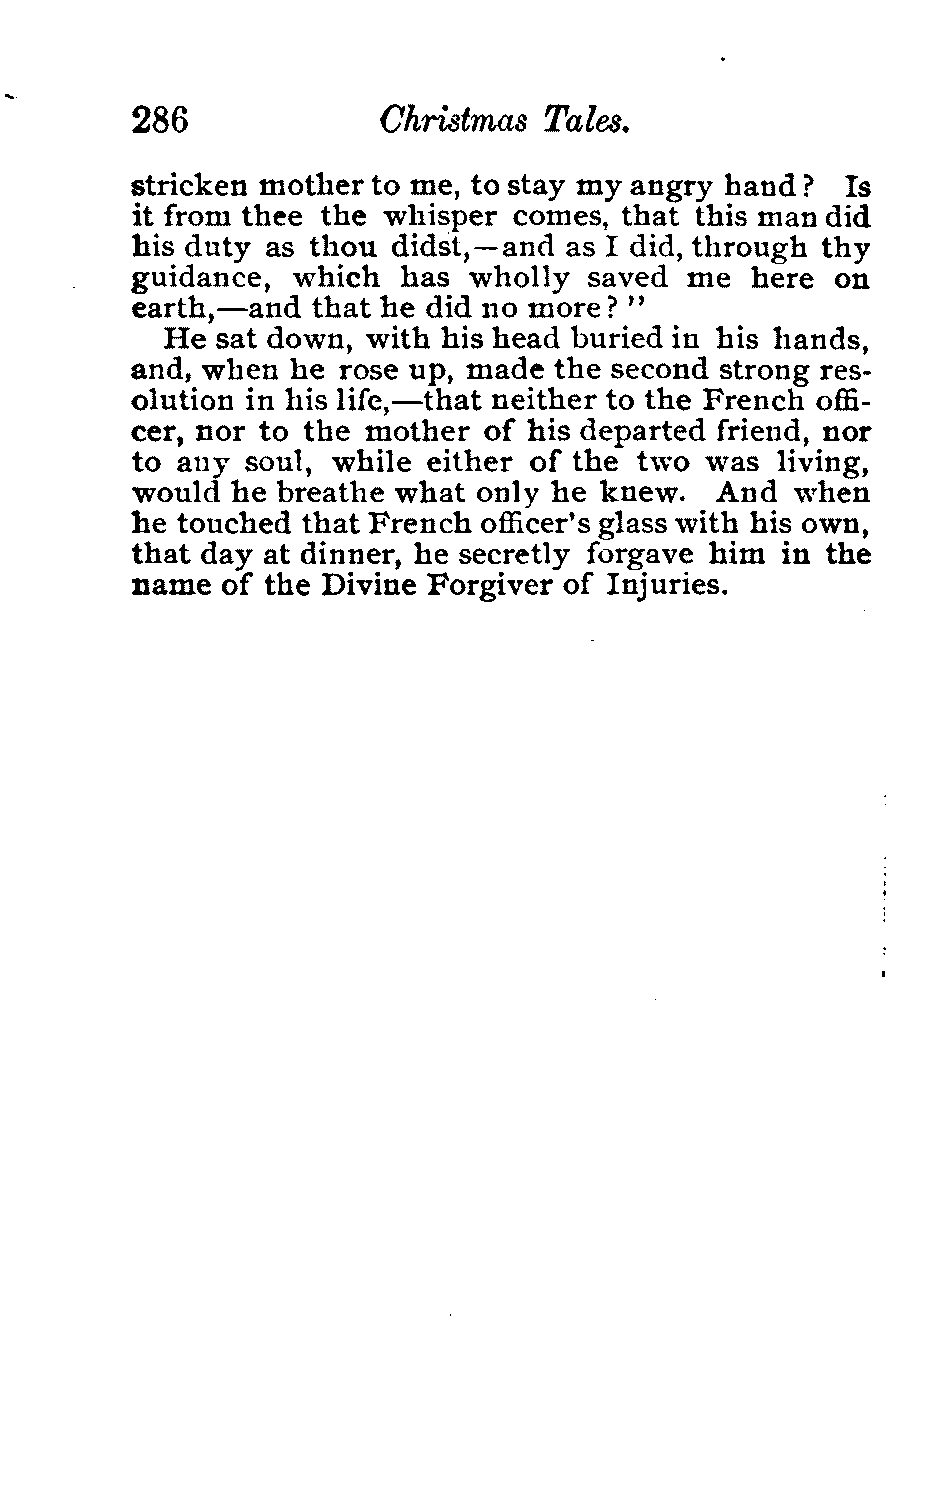 286 Christmas Tales.
stricken mother to me, to stay my angry hand? Is
it from thee the whisper comes, that this man did
his duty as thou didst,—and as I did, through thy
guidance, which has wholly saved me here on
earth,—and that he did no more?"
He sat down, with his head buried in his hands,
and, when he rose up, made the second strong res-
olution in his life,—that neither to the French offi-
cer, nor to the mother of his departed friend, nor
to any soul, while either of the two was living,
would he breathe what only he knew. And when
he touched that French officer's glass with his own,
that day at dinner, he secretly forgave him in the
name of the Divine Forgiver of Injuries.